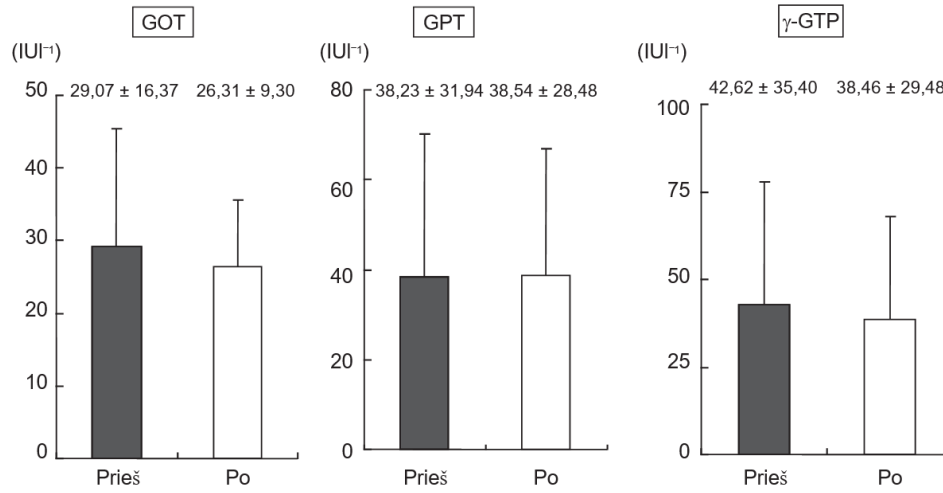 GOT
(IUl⁻¹)
29,07 ± 16,37
26,31 ± 9,30
50
40
30
20
10
0
Prieš
Po
GPT
(IUl⁻¹)
38,23 ± 31,94
38,54 ± 28,48
80
60
40
20
0
Prieš
Po
γ-GTP
(IUl⁻¹)
42,62 ± 35,40
38,46 ± 29,48
100
75
50
25
0
Prieš
Po